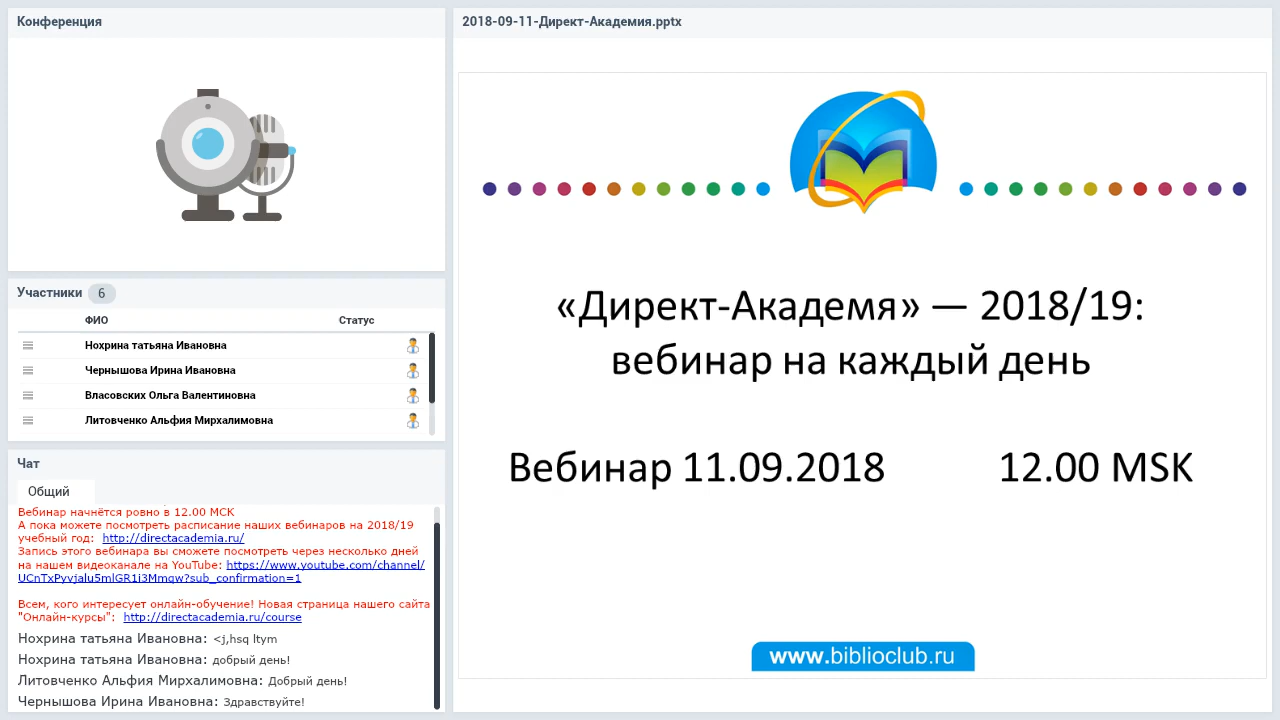 Конференция
Участники 6
ФИО Статус
Нохрина татьяна Ивановна
Чернышова Ирина Ивановна
Власовских Ольга Валентиновна
Литовченко Альфия Мирхалимовна
Чат
Общий
Вебинар начнётся ровно в 12.00 МСК
А пока можете посмотреть расписание наших вебинаров на 2018/19
учебный год: http://directacademia.ru/
Запись этого вебинара вы сможете посмотреть через несколько дней
на нашем видеоканале на YouTube: https://www.youtube.com/channel/
UCnTxPyvjalu5mlGR1i3Mmqw?sub_confirmation=1
Всем, кого интересует онлайн-обучение! Новая страница нашего сайта
"Онлайн-курсы": http://directacademia.ru/course
Нохрина татьяна Ивановна: <j,hsq ltym
Нохрина татьяна Ивановна: добрый день!
Литовченко Альфия Мирхалимовна: Добрый день!
Чернышова Ирина Ивановна: Здравствуйте!
2018-09-11-Директ-Академия.pptx
«Директ-Академя» — 2018/19:
вебинар на каждый день
Вебинар 11.09.2018 12.00 MSK
www.biblioclub.ru